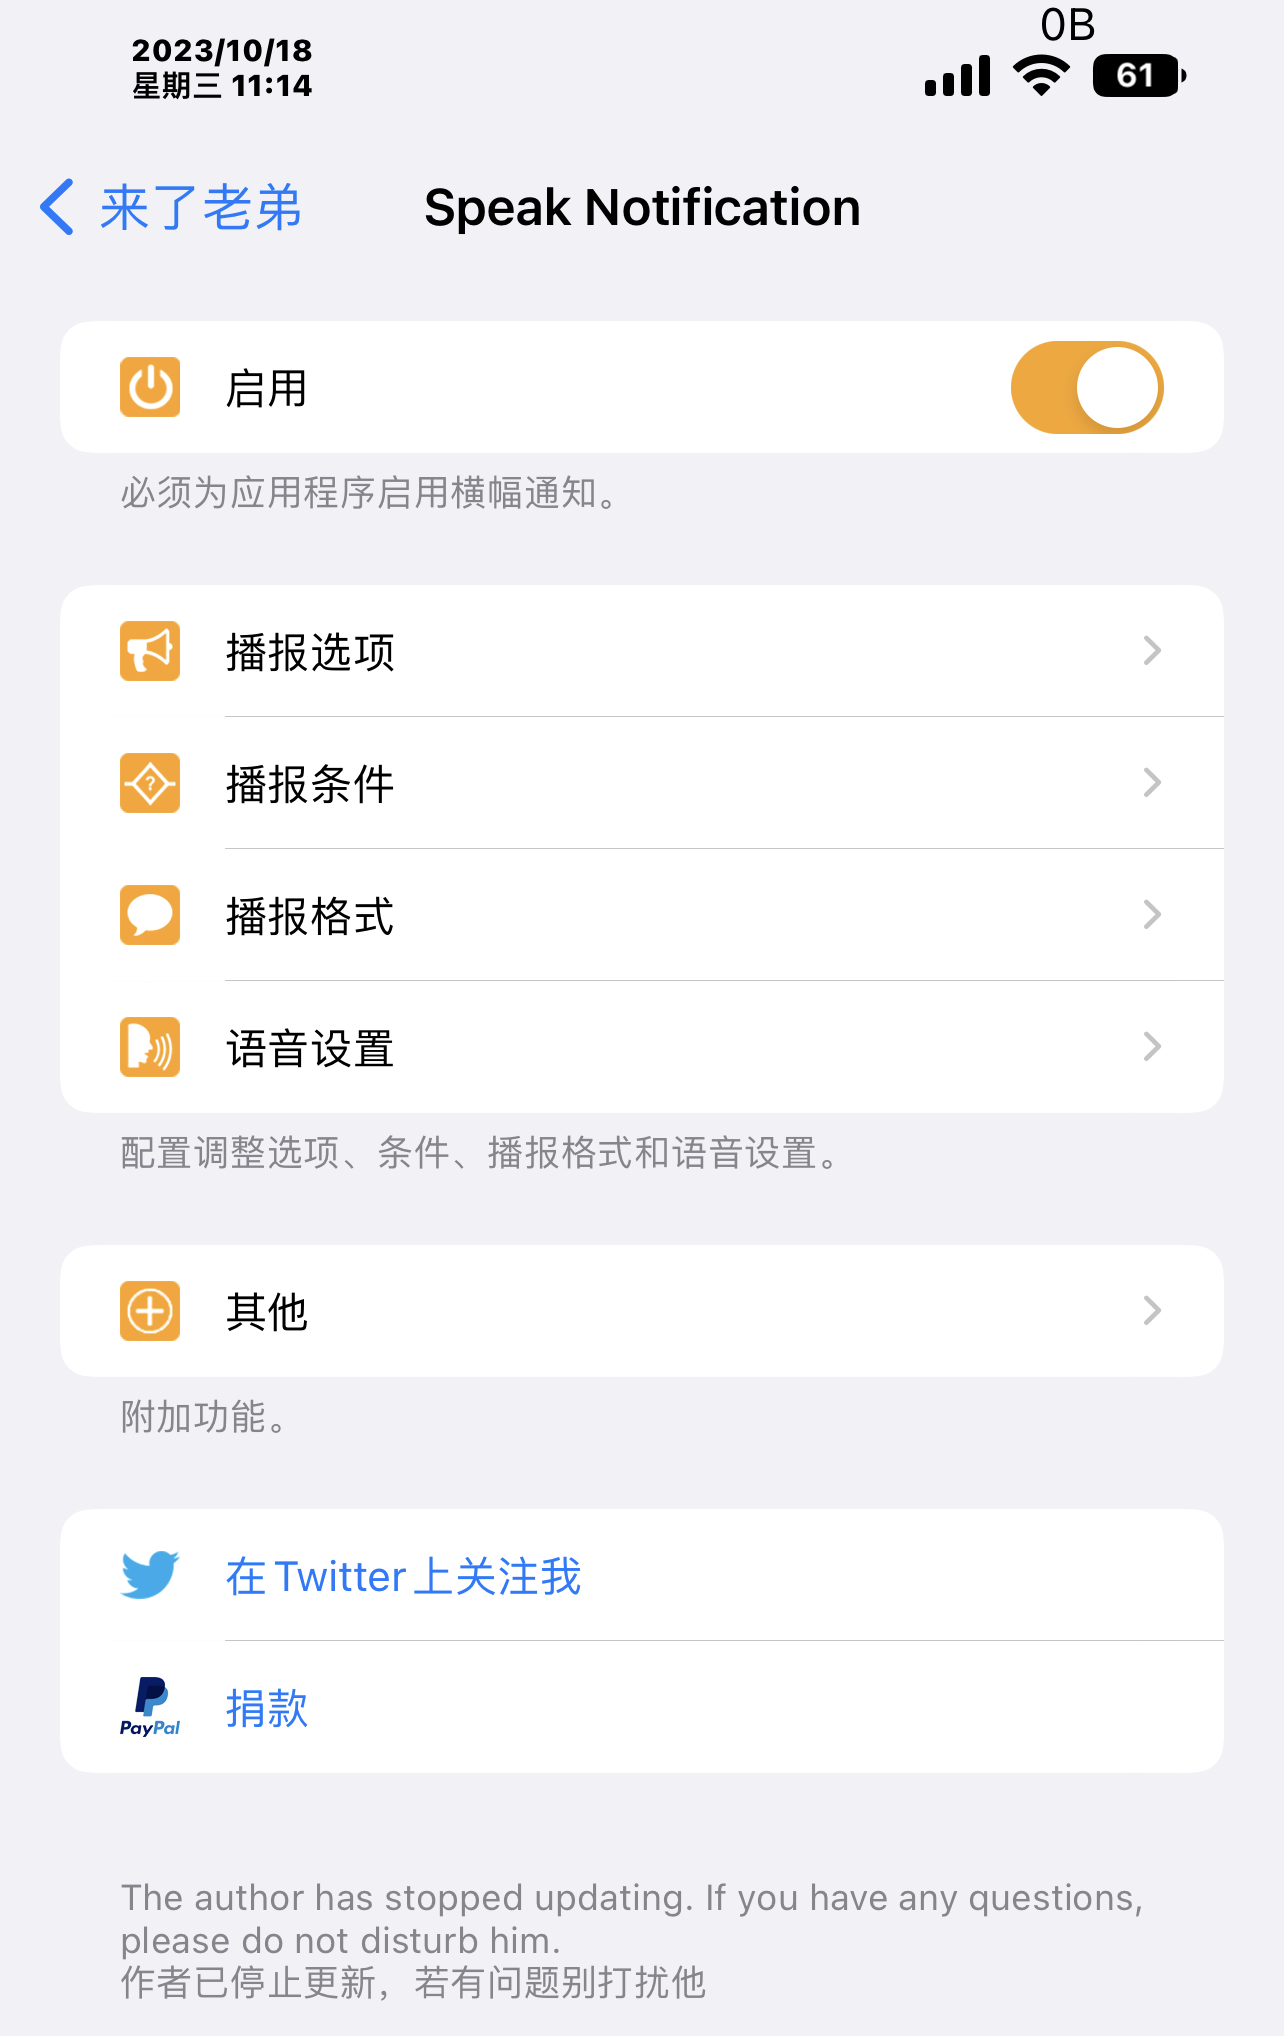 0B
2023/10/18
星期三 11:14
61
来了老弟
Speak Notification
启用
必须为应用程序启用横幅通知。
播报选项
?
播报条件
播报格式
语音设置
配置调整选项、条件、播报格式和语音设置。
其他
附加功能。
在 Twitter 上关注我
PayPal
捐款
The author has stopped updating. If you have any questions,
please do not disturb him.
作者已停止更新，若有问题别打扰他